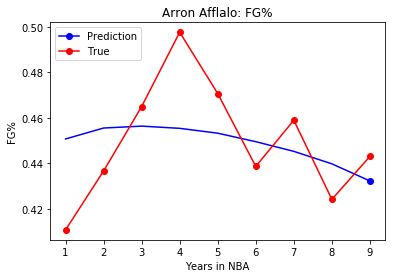 Arron Afflalo: FG%
Prediction
True
FG%
0.50
0.48
0.46
0.44
0.42
1 2 3 4 5 6 7 8 9
Years in NBA